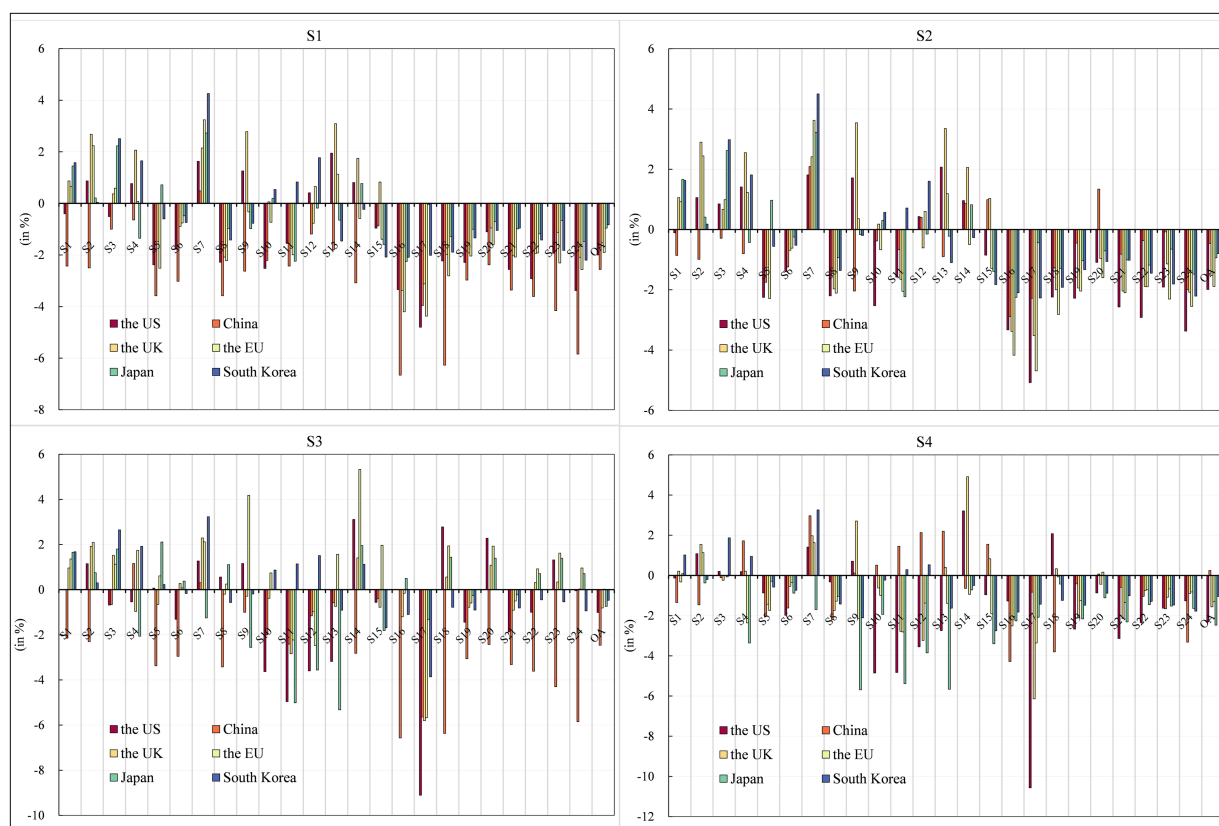 S1
6
4
2
0
-2
-4
-6
-8
(in %)
S1 S2 S3 S4 S5 S6 S7 S8 S9 S10 S11 S12 S13 S14 S15 S16 S17 S18 S19 S20 S21 S22 S23 S24 OA
the US China
the UK the EU
Japan South Korea
S2
6
4
2
0
-2
-4
-6
(in %)
S1 S2 S3 S4 S5 S6 S7 S8 S9 S10 S11 S12 S13 S14 S15 S16 S17 S18 S19 S20 S21 S22 S23 S24 OA
the US China
the UK the EU
Japan South Korea
S3
6
4
2
0
-2
-4
-6
-8
-10
(in %)
S1 S2 S3 S4 S5 S6 S7 S8 S9 S10 S11 S12 S13 S14 S15 S16 S17 S18 S19 S20 S21 S22 S23 S24 OA
the US China
the UK the EU
Japan South Korea
S4
6
4
2
0
-2
-4
-6
-8
-10
-12
(in %)
S1 S2 S3 S4 S5 S6 S7 S8 S9 S10 S11 S12 S13 S14 S15 S16 S17 S18 S19 S20 S21 S22 S23 S24 OA
the US China
the UK the EU
Japan South Korea